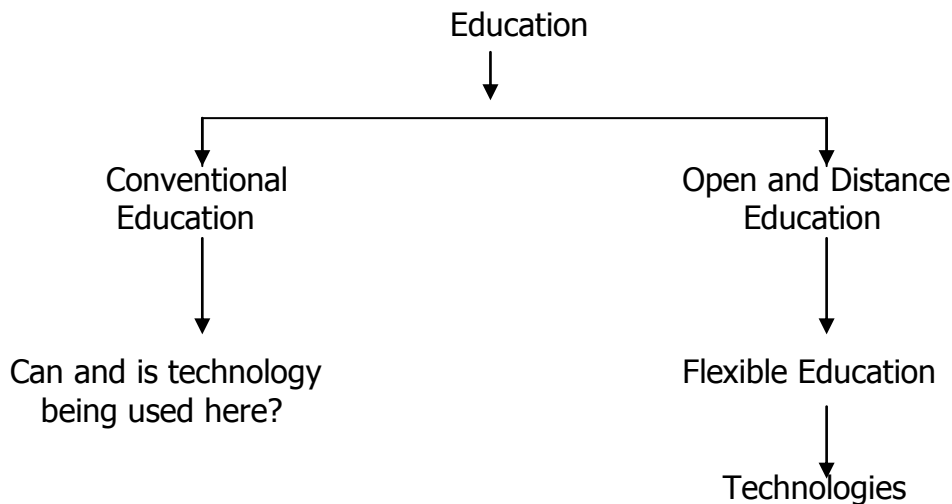 Education
Conventional
Education
Open and Distance
Education
Can and is technology
being used here?
Flexible Education
Technologies